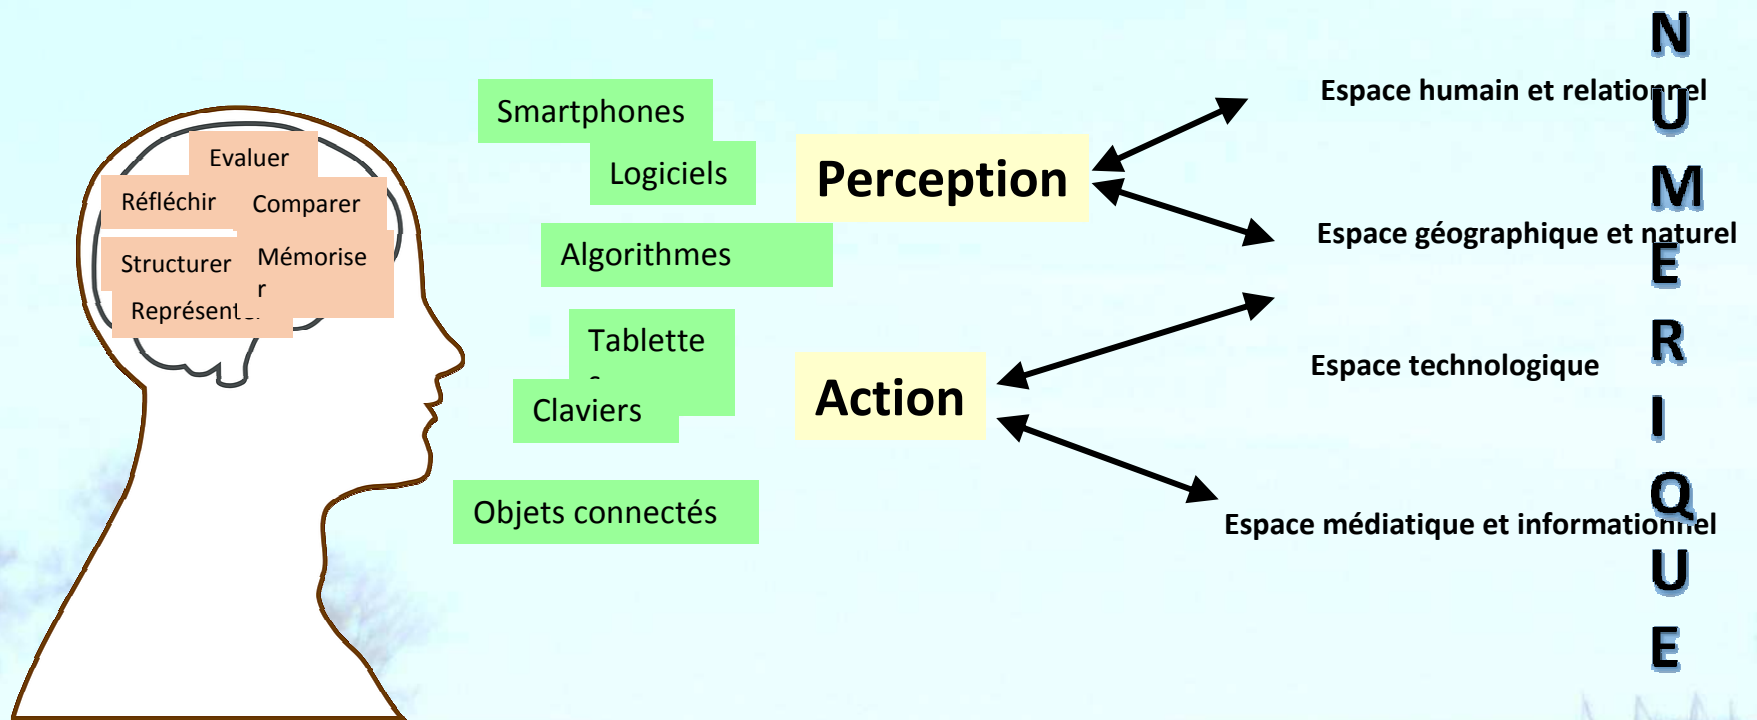 Evaluer
Réfléchir
Comparer
Structurer
Mémorise
r
Représenter
Smartphones
Logiciels
Algorithmes
Tablette
s
Claviers
Objets connectés
Perception
Action
Espace humain et relationnel
Espace géographique et naturel
Espace technologique
Espace médiatique et informationnel
N
U
M
E
R
I
Q
U
E